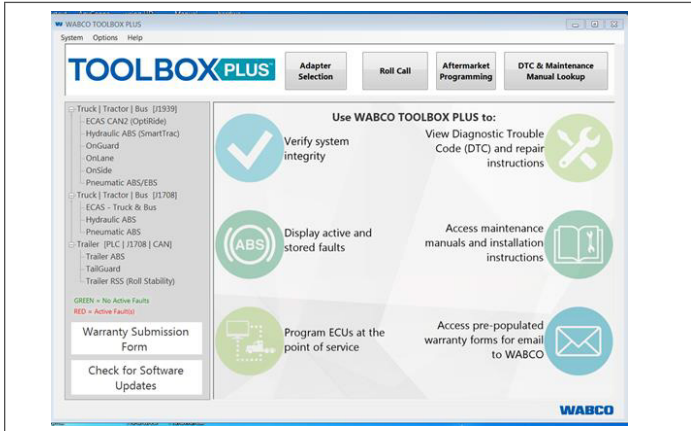 WABCO TOOLBOX PLUS
System Options Help
TOOLBOX PLUS
Adapter
Selection
Roll Call
Aftermarket
Programming
DTC & Maintenance
Manual Lookup
Truck | Tractor | Bus [J1939]
ECAS CAN2 (OptiRide)
Hydraulic ABS (SmartTrac)
OnGuard
OnLane
OnSide
Pneumatic ABS/EBS
Truck | Tractor | Bus [J1708]
ECAS - Truck & Bus
Hydraulic ABS
Pneumatic ABS
Trailer [PLC | J1708 | CAN]
Trailer ABS
TailGuard
Trailer RSS (Roll Stability)
GREEN = No Active Faults
RED = Active Fault(s)
Warranty Submission
Form
Check for Software
Updates
Use WABCO TOOLBOX PLUS to:
Verify system
integrity
View Diagnostic Trouble
Code (DTC) and repair
instructions
ABS
Display active and
stored faults
Access maintenance
manuals and installation
instructions
Program ECUs at the
point of service
Access pre-populated
warranty forms for email
to WABCO
WABCO